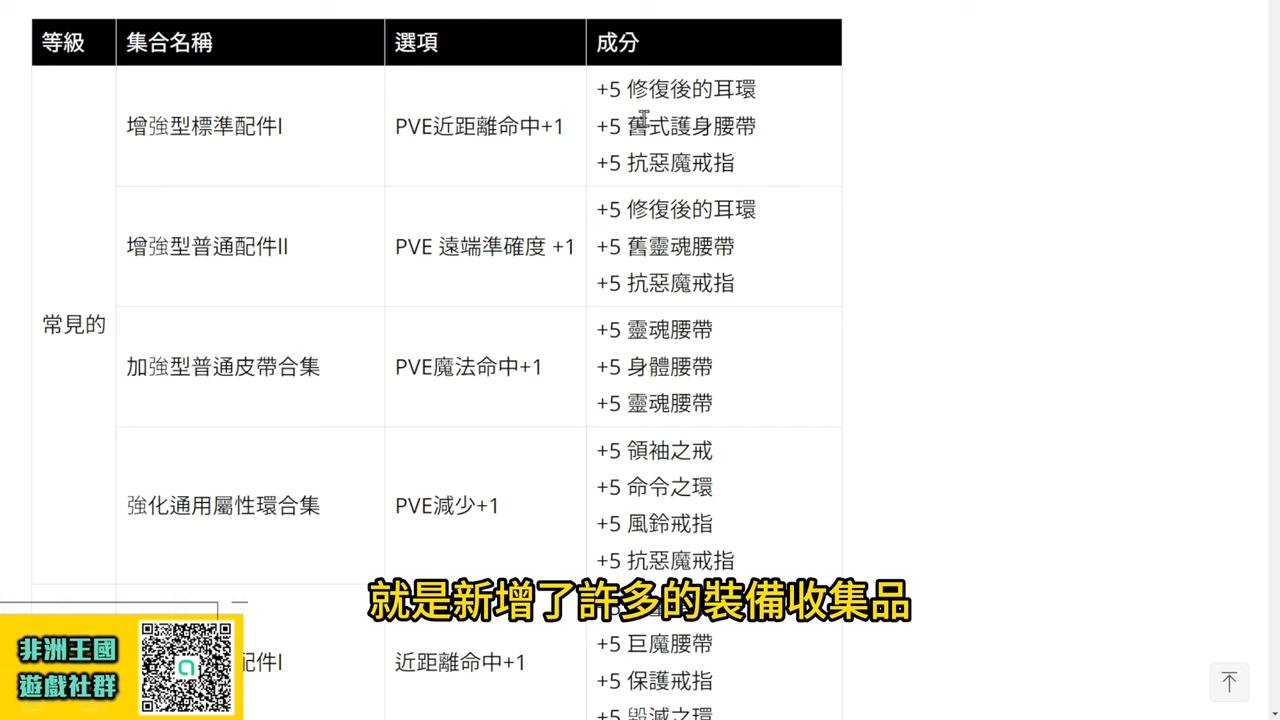 等級 集合名稱 選項 成分
常見的
增強型標準配件Ⅰ PVE近距離命中+1
+5 修復後的耳環
+5 舊式護身腰帶
+5 抗惡魔戒指
增強型普通配件Ⅱ PVE 遠端準確度 +1
+5 修復後的耳環
+5 舊靈魂腰帶
+5 抗惡魔戒指
加強型普通皮帶合集 PVE魔法命中+1
+5 靈魂腰帶
+5 身體腰帶
+5 靈魂腰帶
強化通用屬性環合集 PVE減少+1
+5 領袖之戒
+5 命令之環
+5 風鈴戒指
+5 抗惡魔戒指
就是新增了許多的裝備收集品
配件Ⅰ 近距離命中+1
+5 巨魔腰帶
+5 保護戒指
+5 毀滅之環
非洲王國
遊戲社群